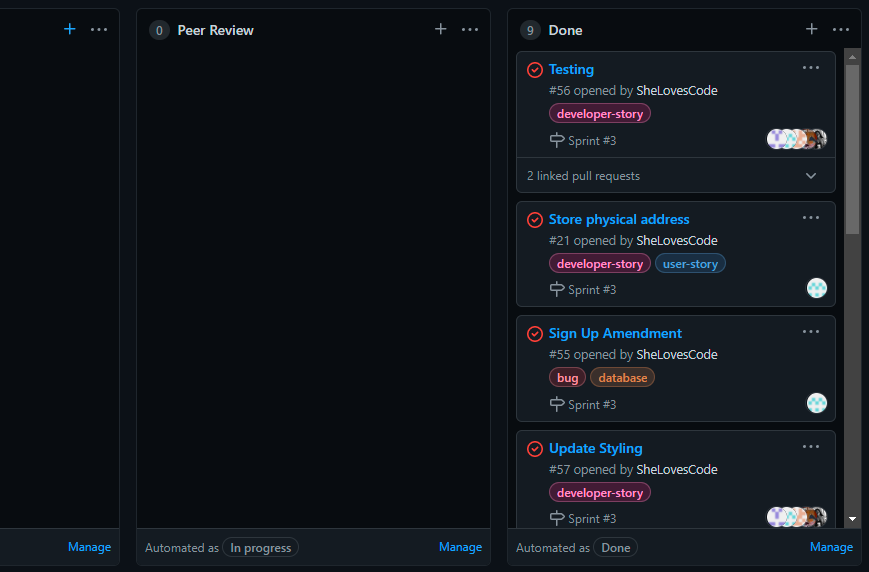 0 Peer Review
Automated as In progress
Manage
Manage
9 Done
Testing
#56 opened by SheLovesCode
developer-story
Sprint #3
2 linked pull requests
Store physical address
#21 opened by SheLovesCode
developer-story user-story
Sprint #3
Sign Up Amendment
#55 opened by SheLovesCode
bug database
Sprint #3
Update Styling
#57 opened by SheLovesCode
developer-story
Sprint #3
Automated as Done
Manage